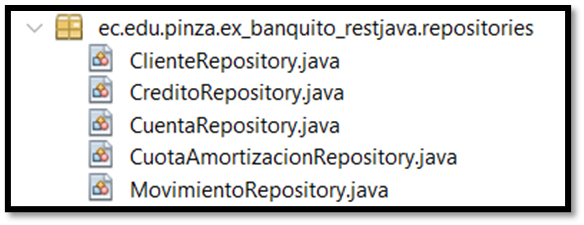 ec.edu.pinza.ex_banquito_restjava.repositories
ClienteRepository.java
CreditoRepository.java
CuentaRepository.java
CuotaAmortizacionRepository.java
MovimientoRepository.java